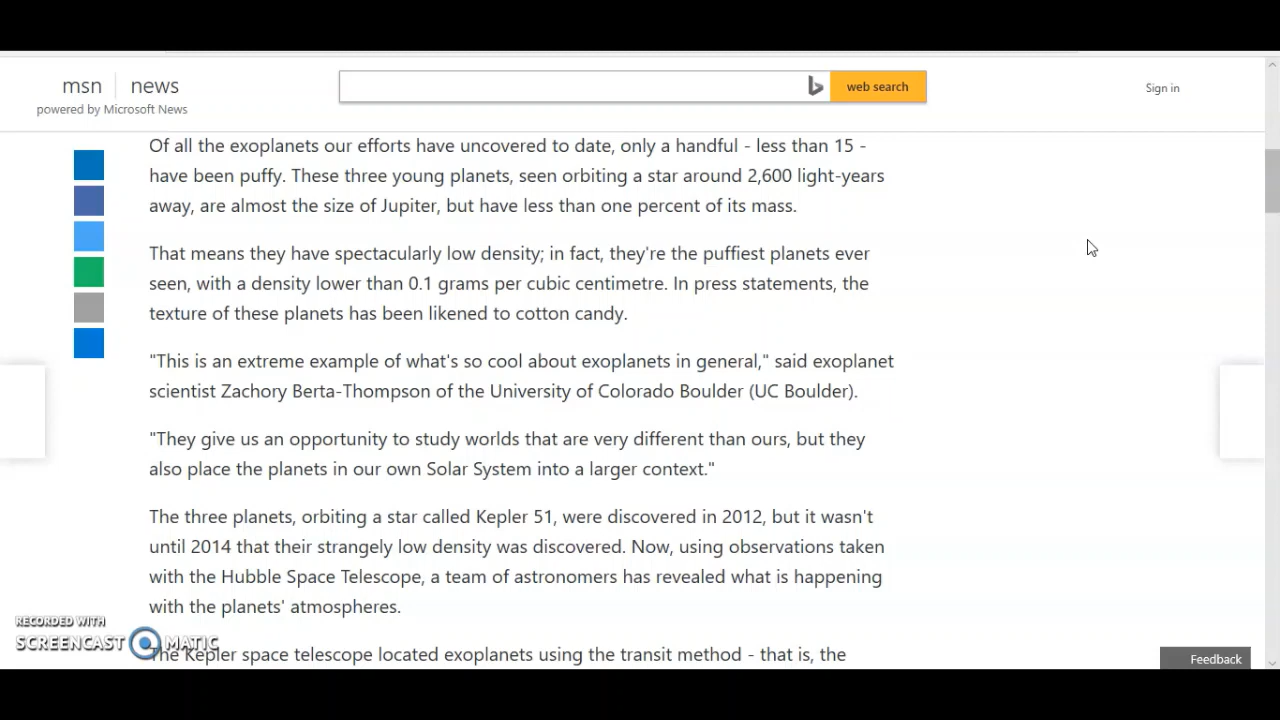 msn news
powered by Microsoft News
web search
Sign in
Of all the exoplanets our efforts have uncovered to date, only a handful - less than 15 -
have been puffy. These three young planets, seen orbiting a star around 2,600 light-years
away, are almost the size of Jupiter, but have less than one percent of its mass.
That means they have spectacularly low density; in fact, they're the puffiest planets ever
seen, with a density lower than 0.1 grams per cubic centimetre. In press statements, the
texture of these planets has been likened to cotton candy.
"This is an extreme example of what's so cool about exoplanets in general," said exoplanet
scientist Zachory Berta-Thompson of the University of Colorado Boulder (UC Boulder).
"They give us an opportunity to study worlds that are very different than ours, but they
also place the planets in our own Solar System into a larger context."
The three planets, orbiting a star called Kepler 51, were discovered in 2012, but it wasn't
until 2014 that their strangely low density was discovered. Now, using observations taken
with the Hubble Space Telescope, a team of astronomers has revealed what is happening
with the planets' atmospheres.
The Kepler space telescope located exoplanets using the transit method - that is, the
RECORDED WITH
SCREENCAST MATIC
Feedback